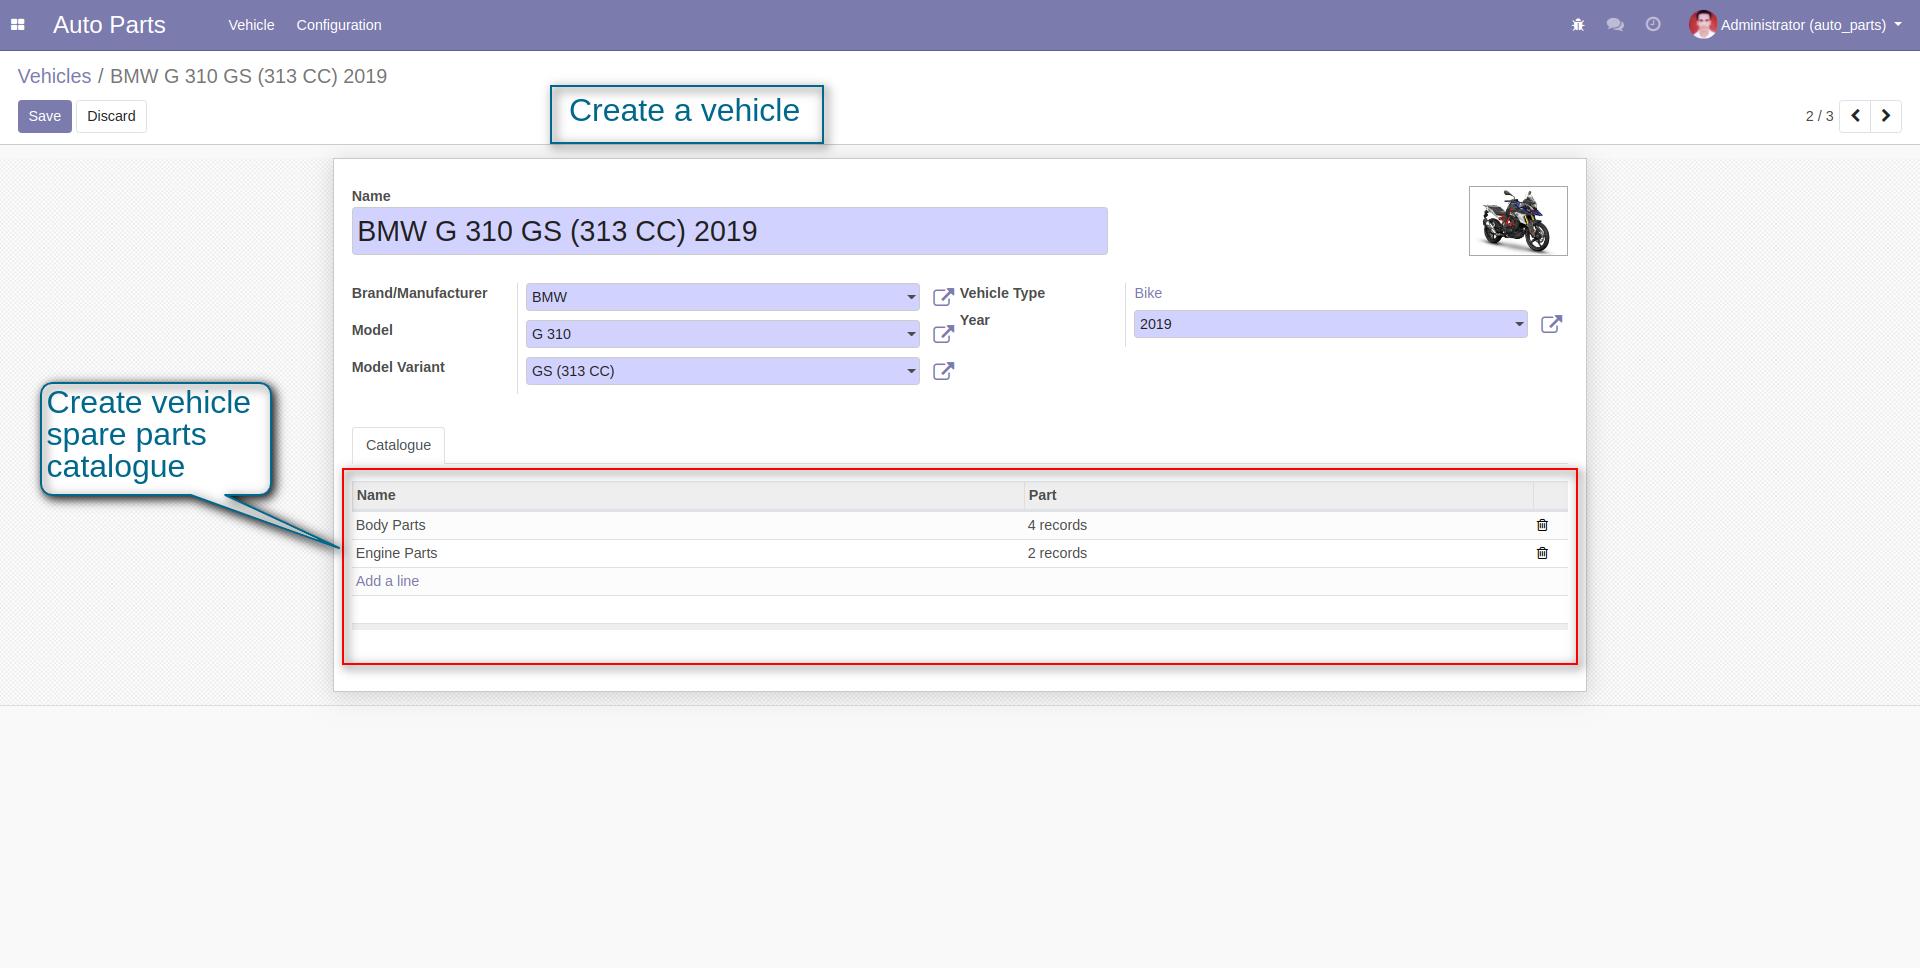 Auto Parts Vehicle Configuration Administrator (auto_parts)
Vehicles / BMW G 310 GS (313 CC) 2019
Create a vehicle
Save Discard 2 / 3
Name
BMW G 310 GS (313 CC) 2019
Brand/Manufacturer BMW Vehicle Type Bike
Model G 310 Year 2019
Model Variant GS (313 CC)
Create vehicle
spare parts
catalogue
Catalogue
Name Part
Body Parts 4 records
Engine Parts 2 records
Add a line